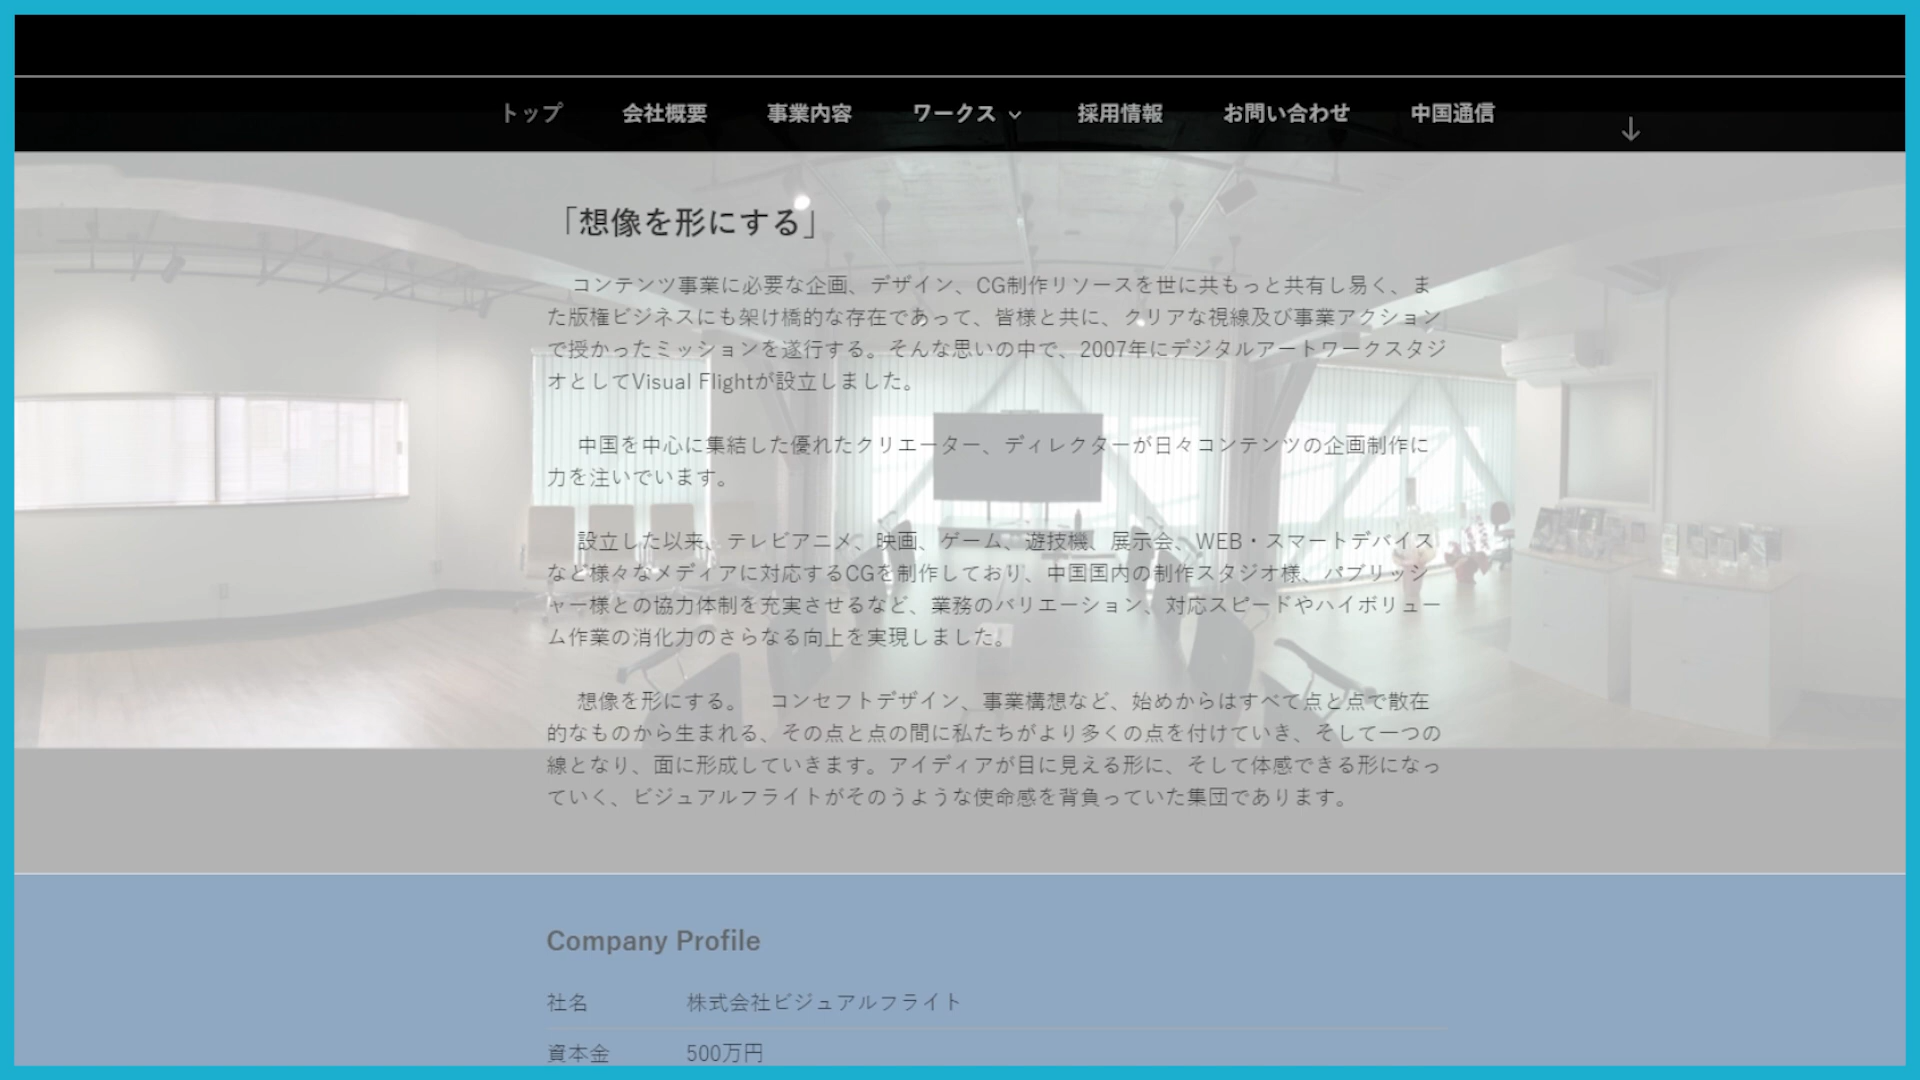 トップ 会社概要 事業内容 ワークス 採用情報 お問い合わせ 中国通信
「想像を形にする」
コンテンツ事業に必要な企画、デザイン、CG制作リソースを世に共もっと共有し易く、ま
た版権ビジネスにも架け橋的な存在であって、皆様と共に、クリアな視線及び事業アクション
で授かったミッションを遂行する。そんな思いの中で、2007年にデジタルアートワークスタジ
オとしてVisual Flightが設立しました。
中国を中心に集結した優れたクリエーター、ディレクターが日々コンテンツの企画制作に
力を注いでいます。
設立した以来、テレビアニメ、映画、ゲーム、遊技機、展示会、WEB・スマートデバイス
など様々なメディアに対応するCGを制作しており、中国国内の制作スタジオ様、パブリッシ
ャー様との協力体制を充実させるなど、業務のバリエーション、対応スピードやハイボリュー
ム作業の消化力のさらなる向上を実現しました。
想像を形にする。 コンセフトデザイン、事業構想など、始めからはすべて点と点で散在
的なものから生まれる、その点と点の間に私たちがより多くの点を付けていき、そして一つの
線となり、面に形成していきます。アイディアが目に見える形に、そして体感できる形になっ
ていく、ビジュアルフライトがそのうような使命感を背負っていた集団であります。
Company Profile
社名 株式会社ビジュアルフライト
資本金 500万円